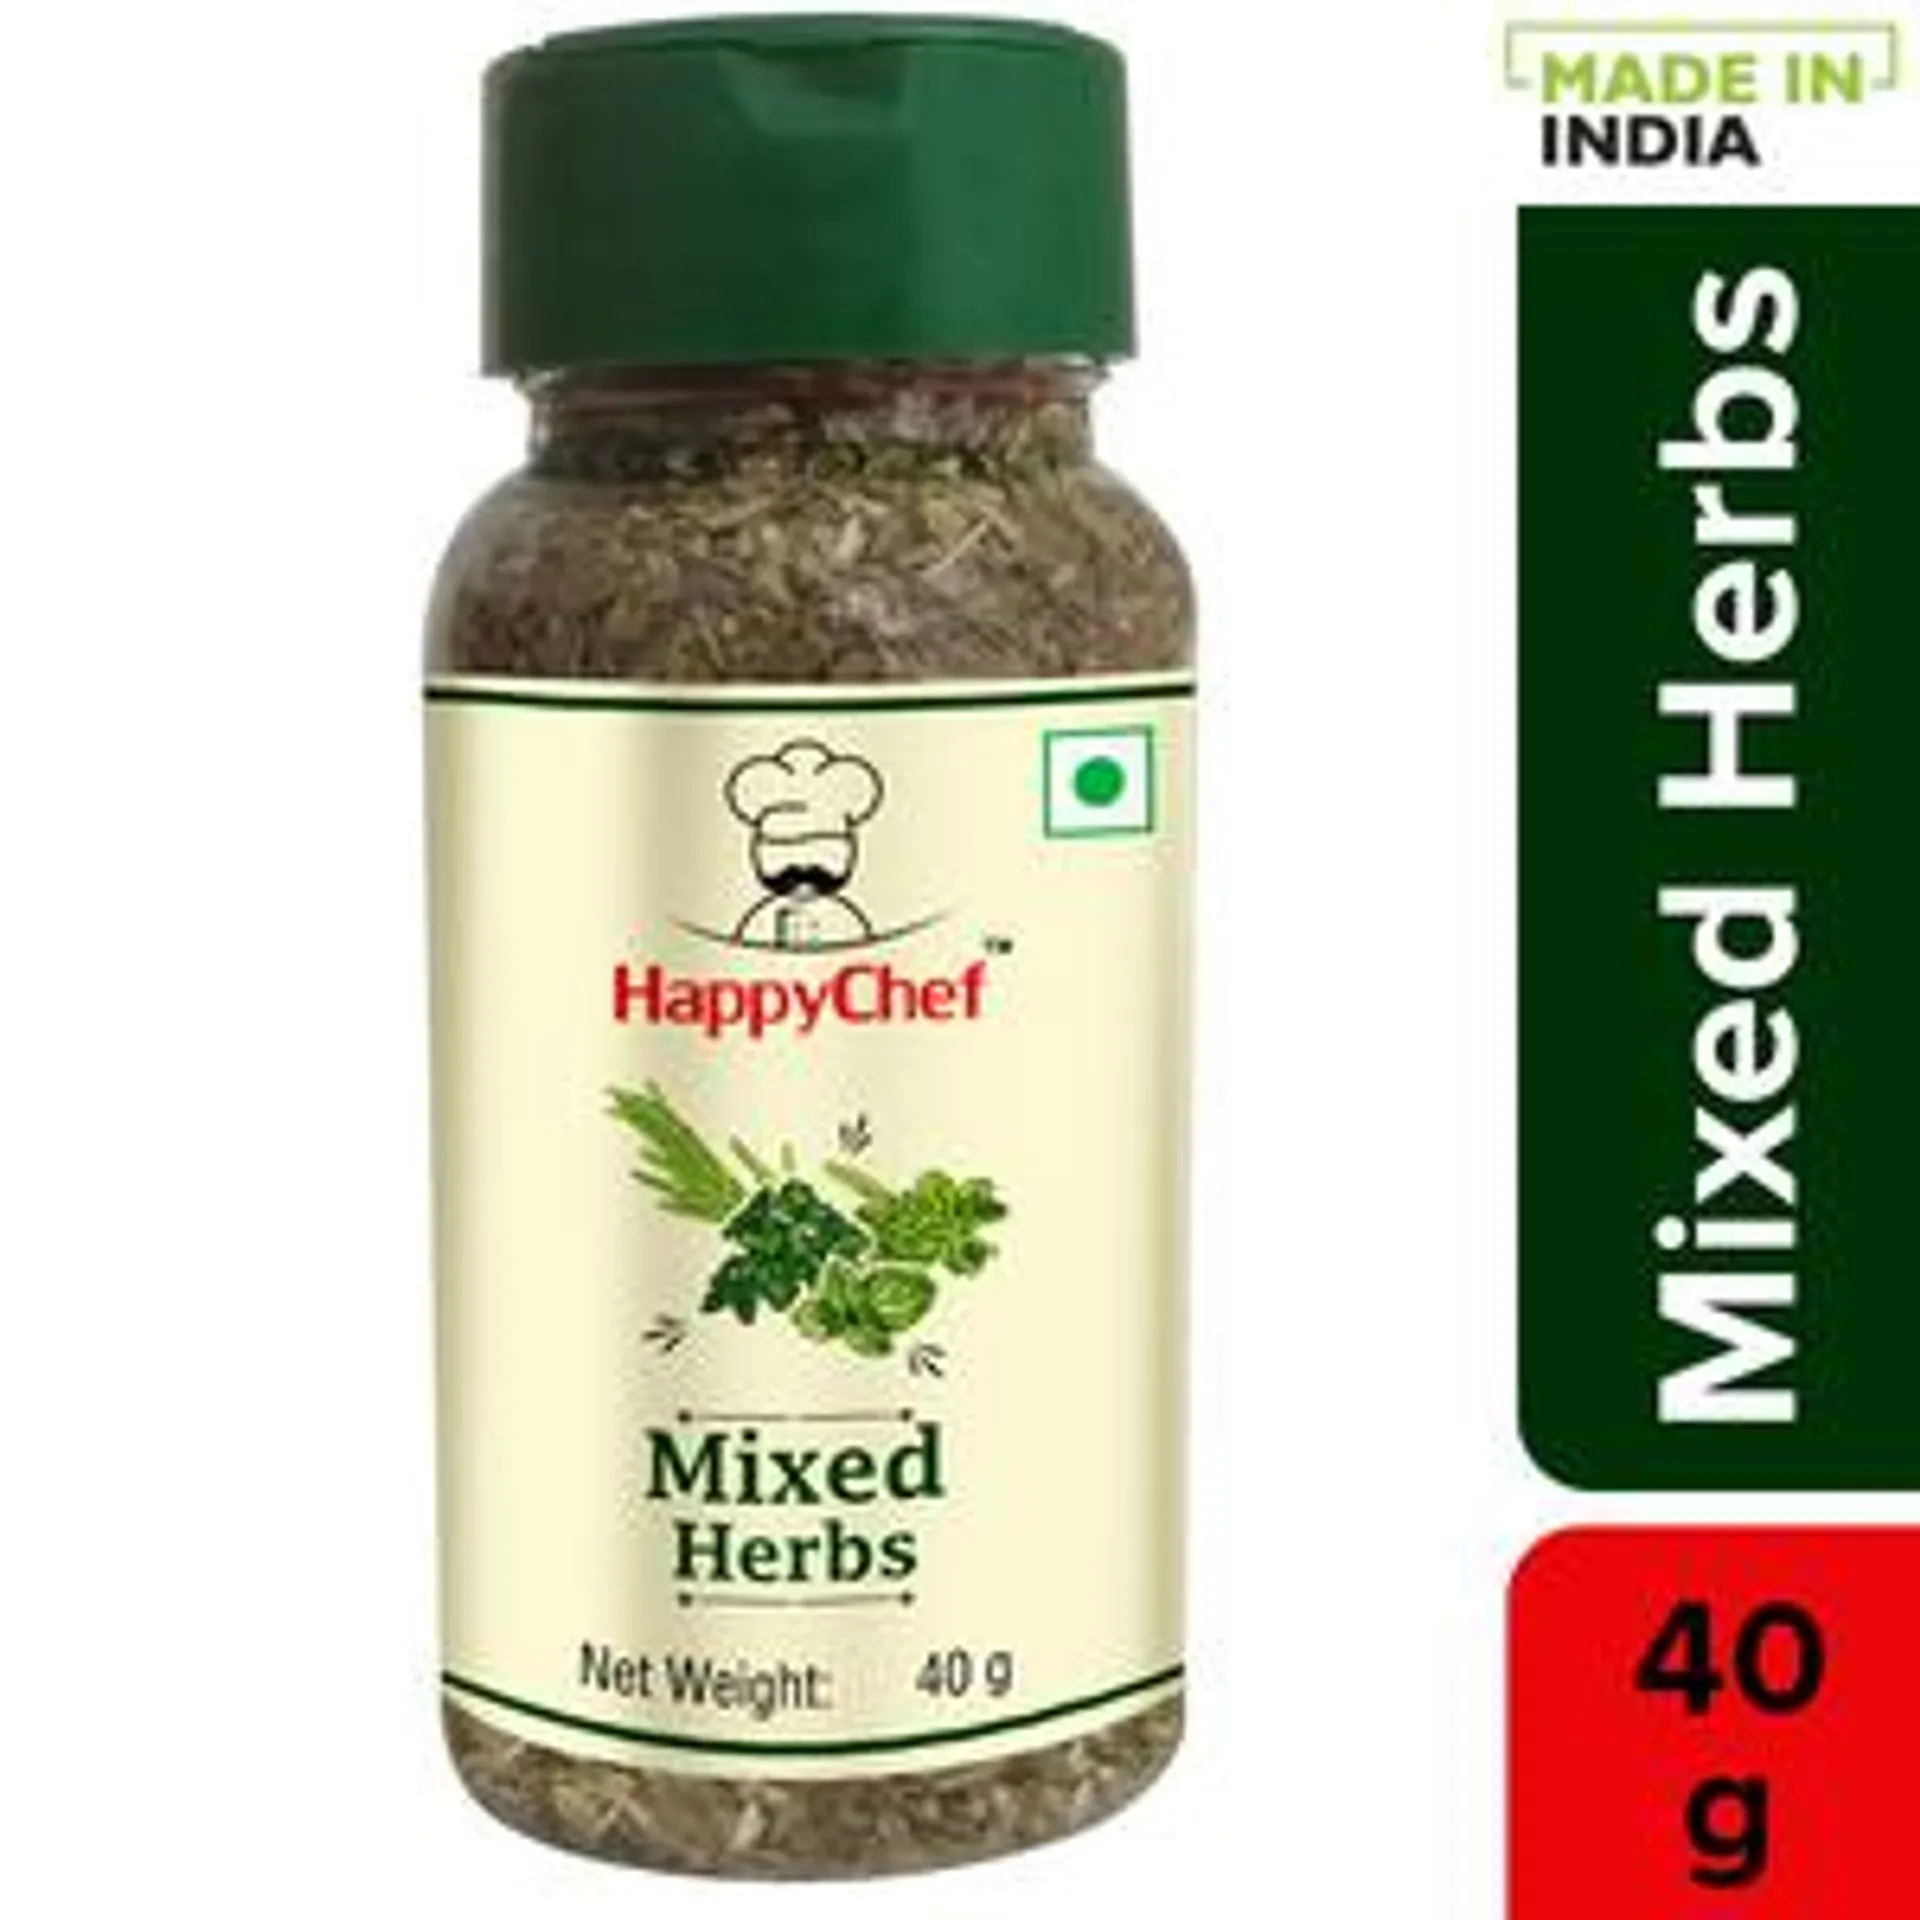 MADE IN
INDIA
HappyChef™
Mixed
Herbs
Net Weight: 40 g
Mixed Herbs
40
g